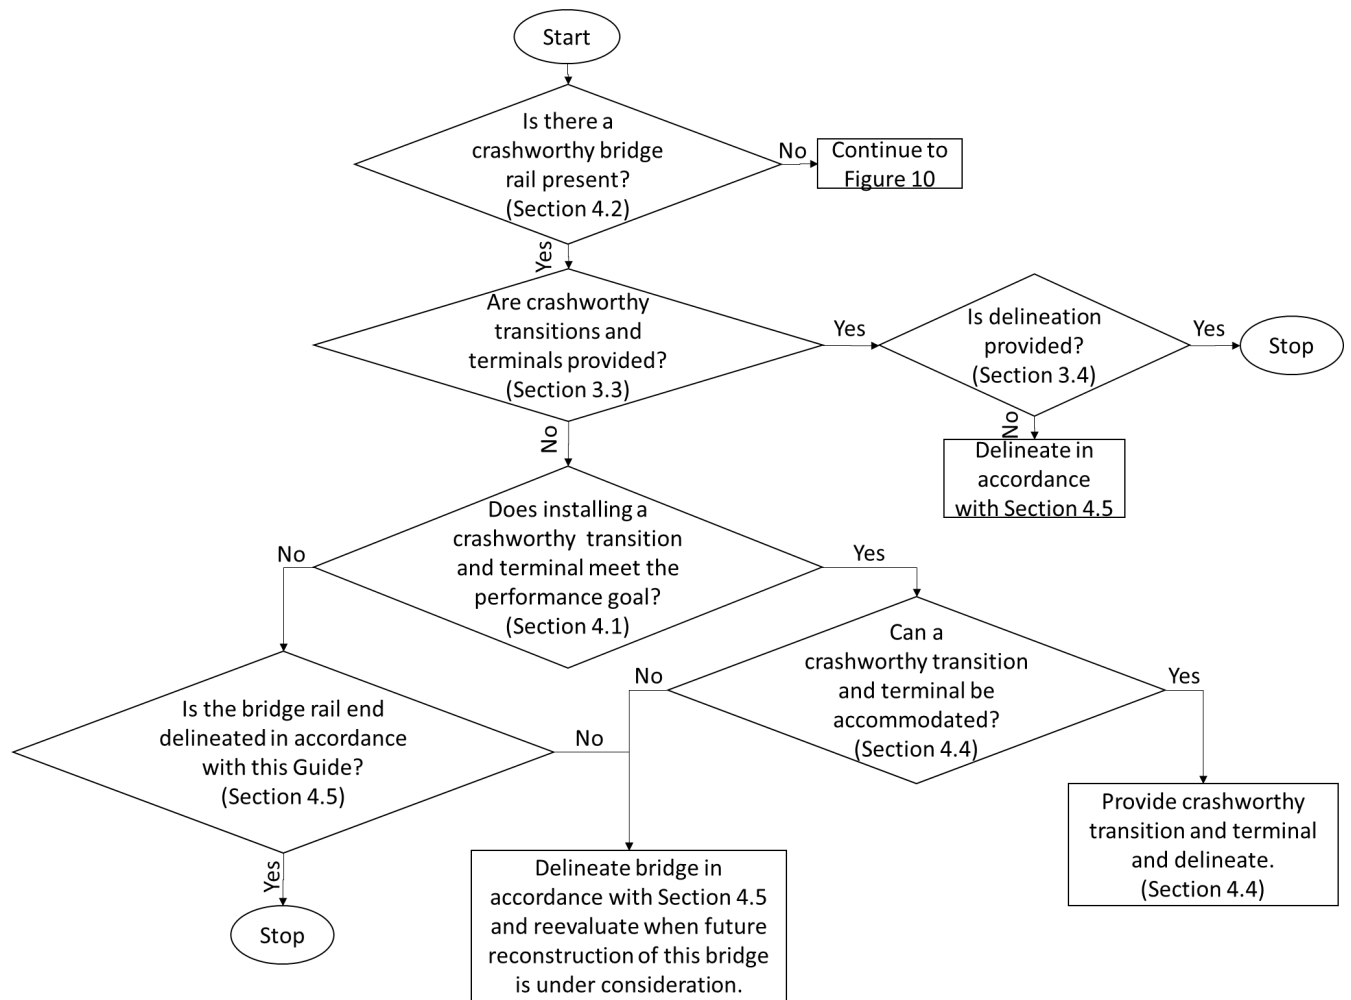 Start
Is there a
crashworthy bridge
rail present?
(Section 4.2)
No
Continue to
Figure 10
Yes
Are crashworthy
transitions and
terminals provided?
(Section 3.3)
Yes
Is delineation
provided?
(Section 3.4)
Yes
Stop
No
Delineate in
accordance
with Section 4.5
No
Does installing a
crashworthy transition
and terminal meet the
performance goal?
(Section 4.1)
No
Yes
Can a
crashworthy transition
and terminal be
accommodated?
(Section 4.4)
No
Yes
Is the bridge rail end
delineated in accordance
with this Guide?
(Section 4.5)
No
Provide crashworthy
transition and terminal
and delineate.
(Section 4.4)
Yes
Stop
Delineate bridge in
accordance with Section 4.5
and reevaluate when future
reconstruction of this bridge
is under consideration.